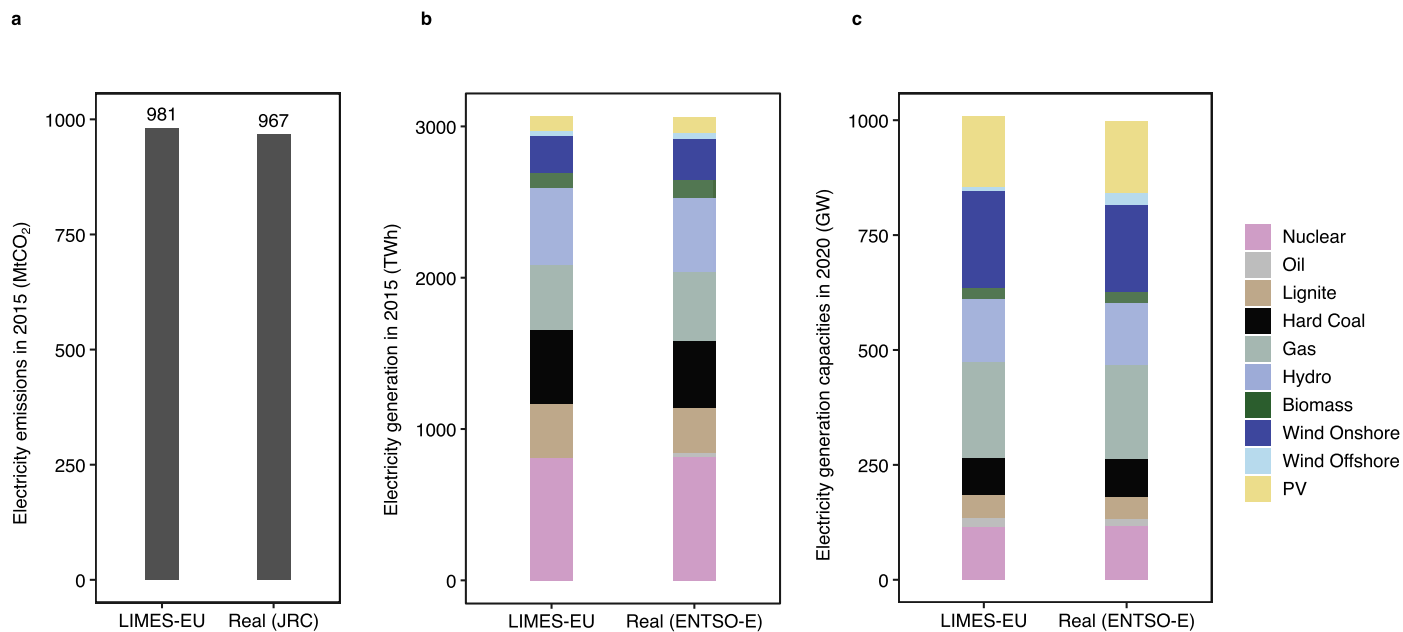 a
981
967
1000
750
500
250
0
Electricity emissions in 2015 (MtCO₂)
LIMES-EU
Real (JRC)
b
3000
2000
1000
0
Electricity generation in 2015 (TWh)
LIMES-EU
Real (ENTSO-E)
c
1000
750
500
250
0
Electricity generation capacities in 2020 (GW)
LIMES-EU
Real (ENTSO-E)
Nuclear
Oil
Lignite
Hard Coal
Gas
Hydro
Biomass
Wind Onshore
Wind Offshore
PV